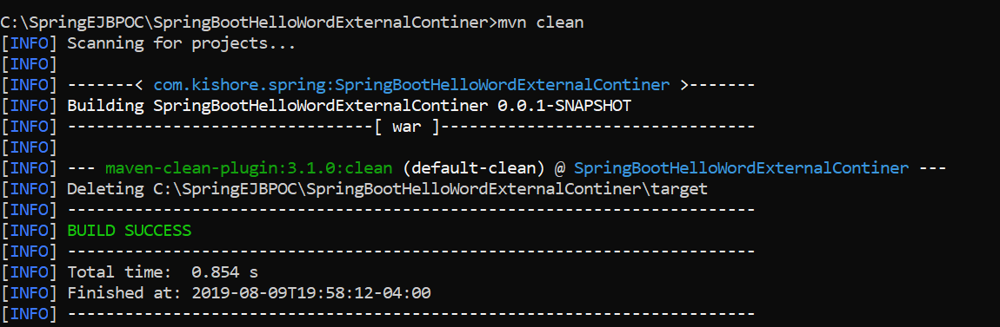 C:\SpringEJBPOC\SpringBootHelloWordExternalContiner>mvn clean
[INFO] Scanning for projects...
[INFO]
[INFO] -------< com.kishore.spring:SpringBootHelloWordExternalContiner >-------
[INFO] Building SpringBootHelloWordExternalContiner 0.0.1-SNAPSHOT
[INFO] --------------------------------[ war ]---------------------------------
[INFO]
[INFO] --- maven-clean-plugin:3.1.0:clean (default-clean) @ SpringBootHelloWordExternalContiner ---
[INFO] Deleting C:\SpringEJBPOC\SpringBootHelloWordExternalContiner\target
[INFO] ------------------------------------------------------------------------
[INFO] BUILD SUCCESS
[INFO] ------------------------------------------------------------------------
[INFO] Total time:  0.854 s
[INFO] Finished at: 2019-08-09T19:58:12-04:00
[INFO] ------------------------------------------------------------------------